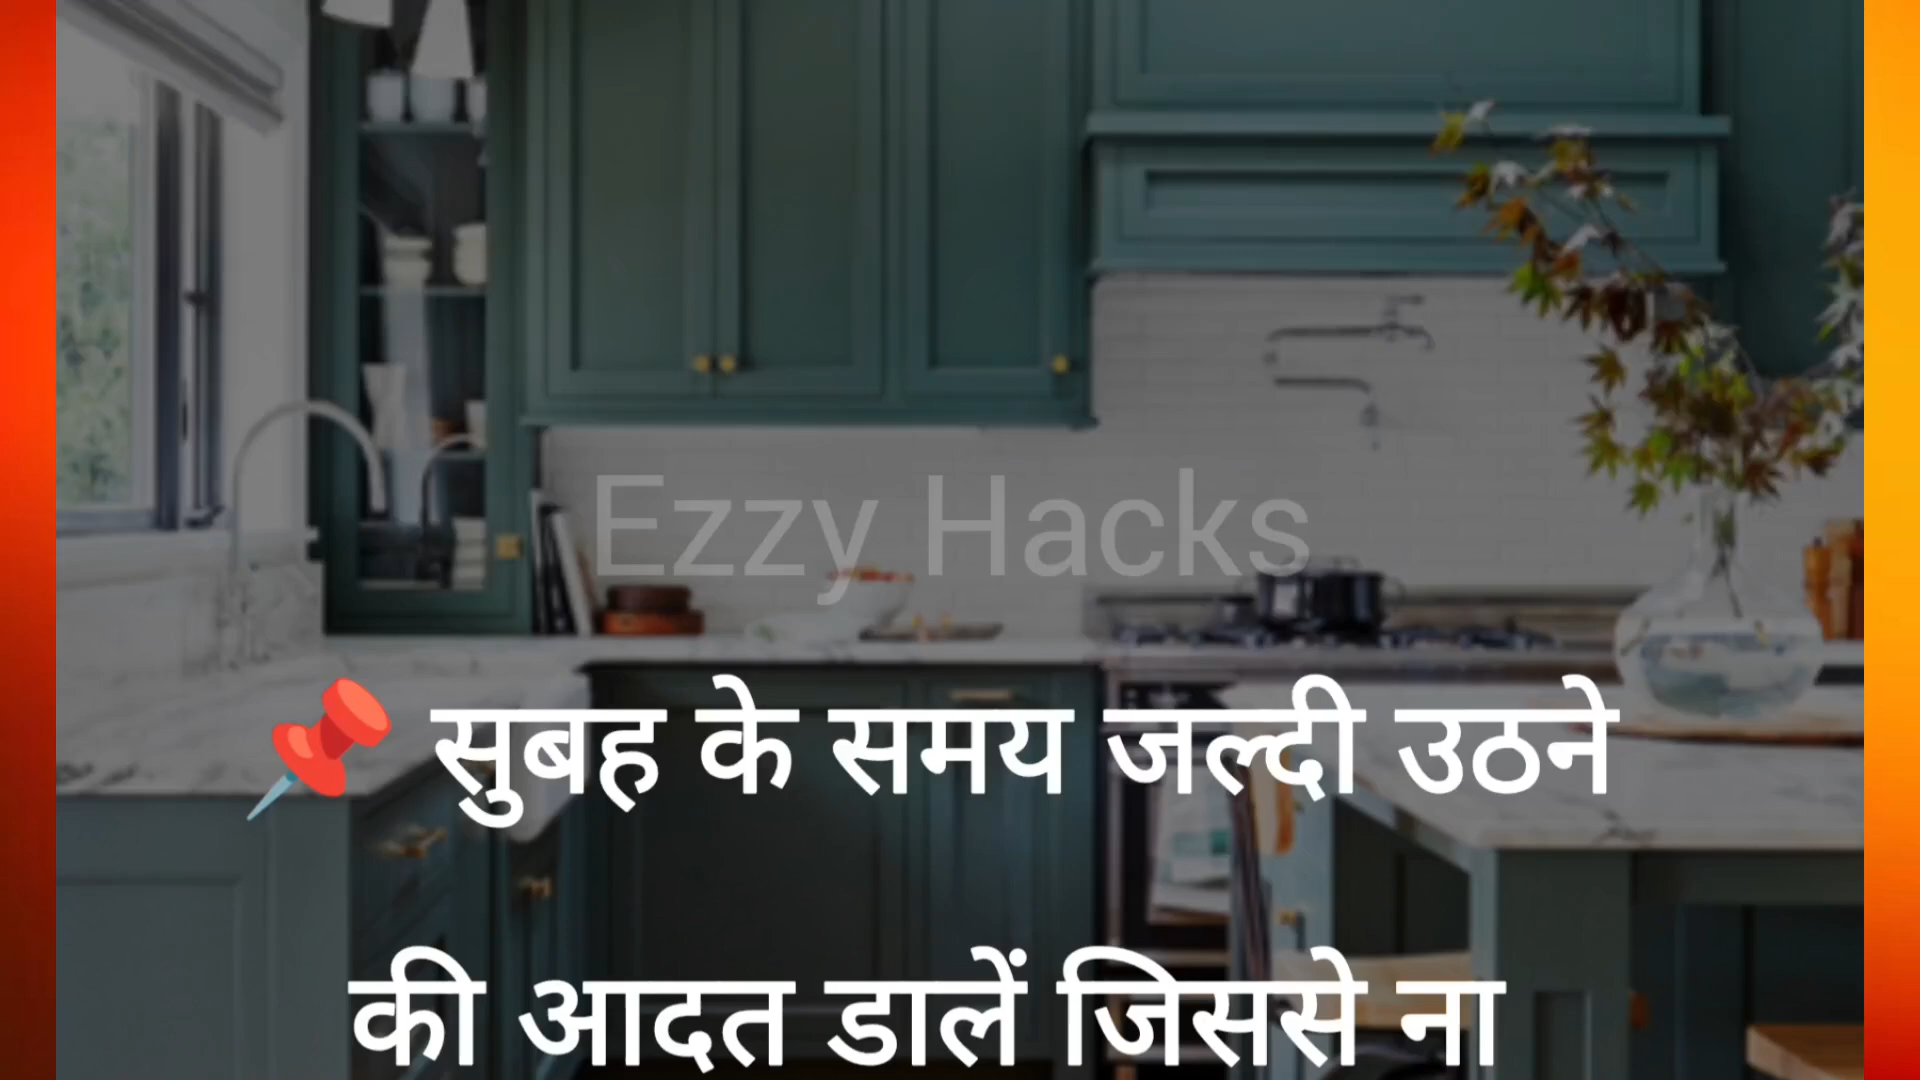 Ezzy Hacks
📌 सुबह के समय जल्दी उठने
की आदत डालें जिससे ना